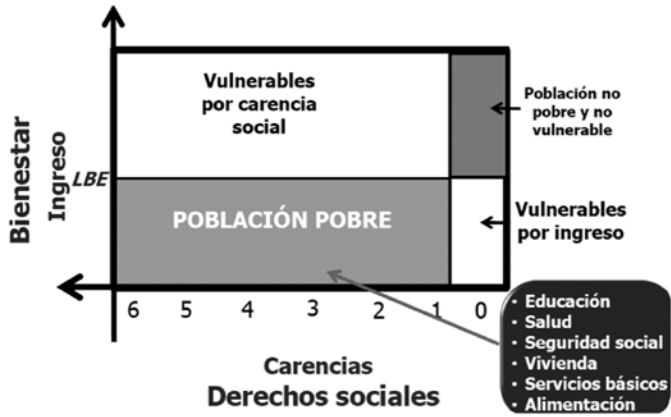 Vulnerables
por carencia
social
Población no
pobre y no
vulnerable
Bienestar
Ingreso
LBE
POBLACIÓN POBRE
Vulnerables
por ingreso
6 5 4 3 2 1 0
• Educación
• Salud
• Seguridad social
• Vivienda
• Servicios básicos
• Alimentación
Carencias
Derechos sociales